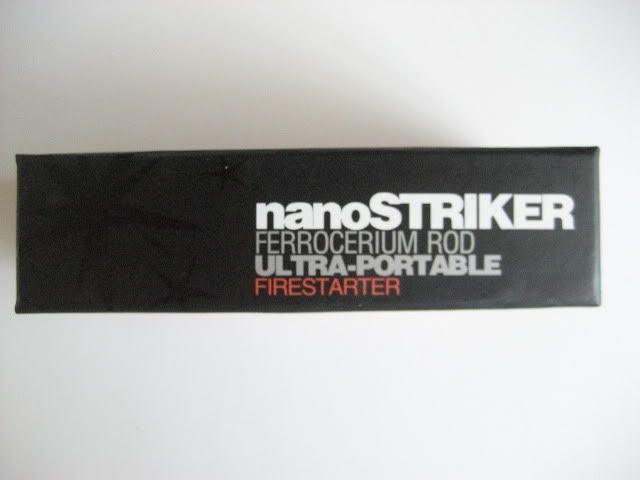 nanoSTRIKER
FERROCERIUM ROD
ULTRA-PORTABLE
FIRESTARTER